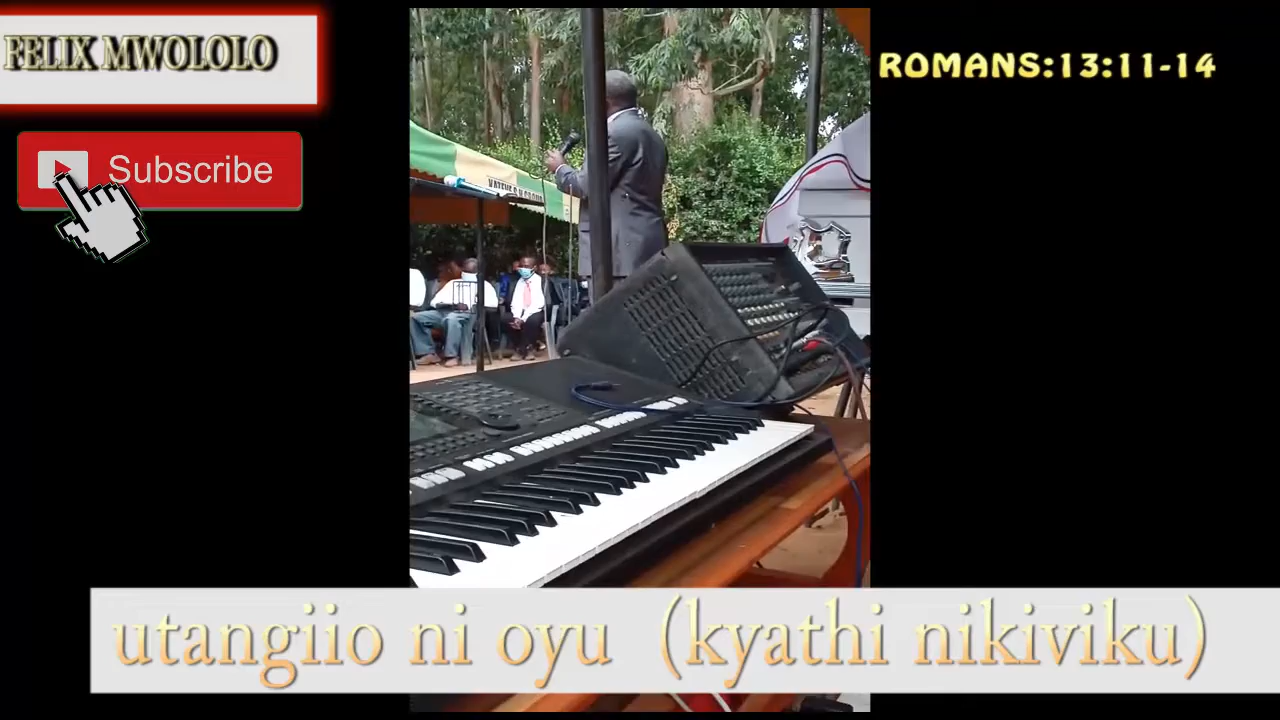 FELIX MWOLOLO
ROMANS:13:11-14
Subscribe
utangiio ni oyu (kyathi nikiviku)